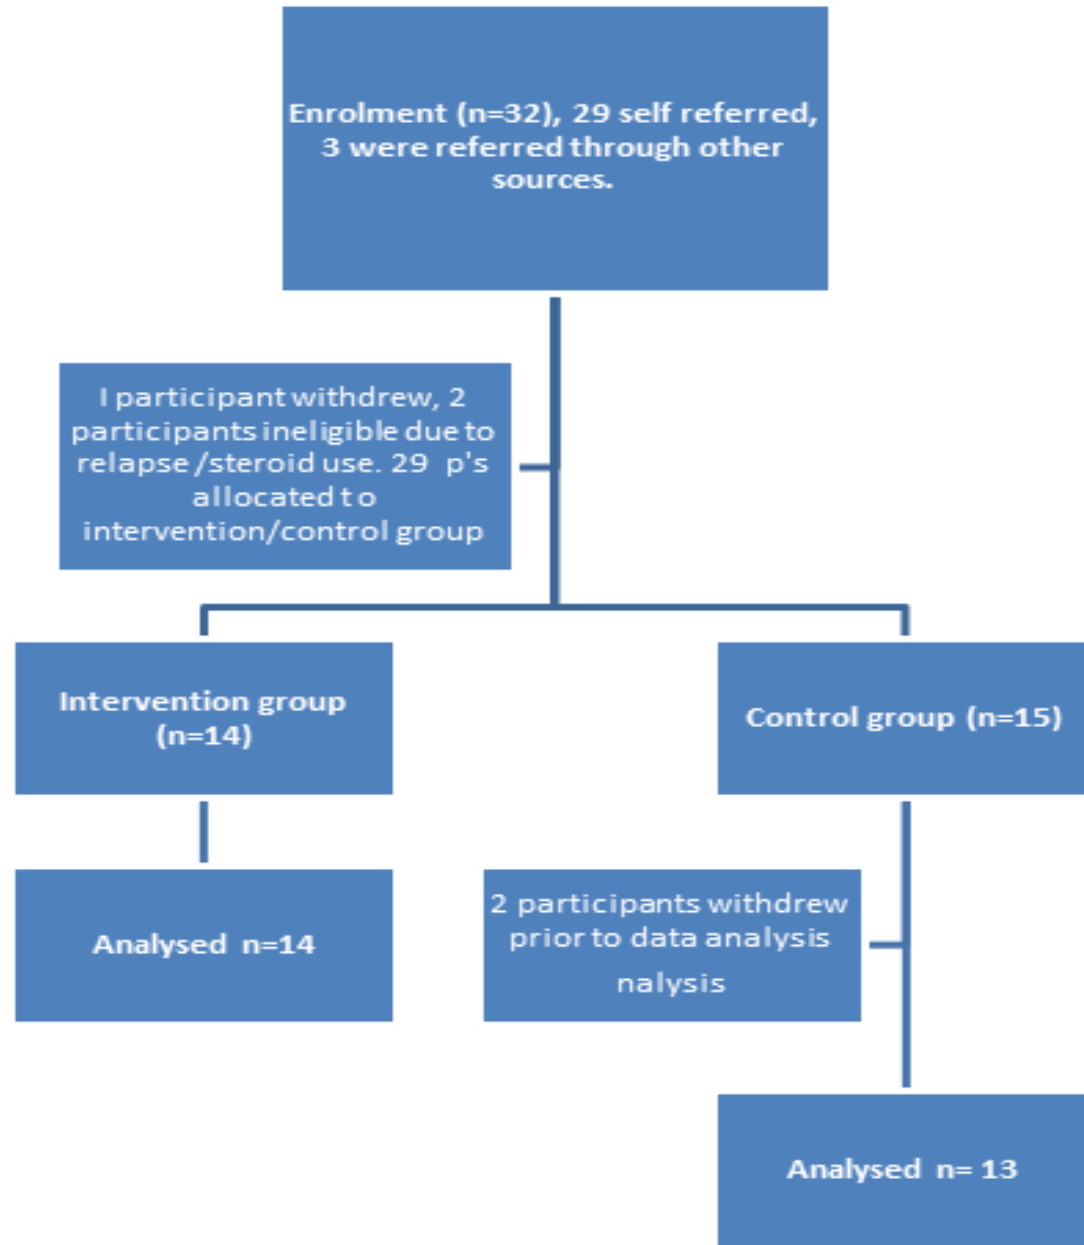 Enrolment (n=32), 29 self referred,
3 were referred through other
sources.
I participant withdrew, 2
participants ineligible due to
relapse /steroid use. 29 p's
allocated to
intervention/control group
Intervention group
(n=14)
Control group (n=15)
Analysed n=14
2 participants withdrew
prior to data analysis
nalysis
Analysed n= 13